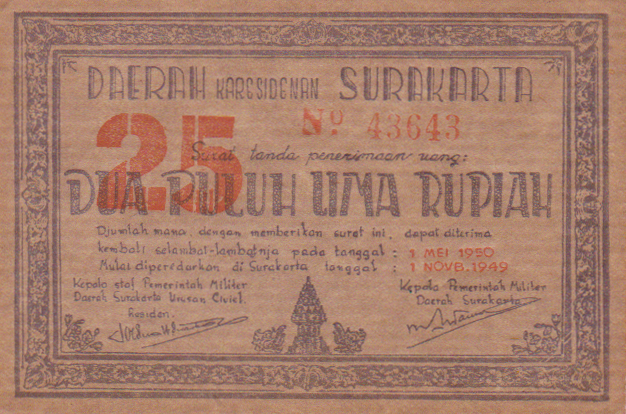 DAERAH KARESIDENAN SURAKARTA
25
No 43643
Surat tanda penerimaan uang:
DUA PULUH LIMA RUPIAH
Djumlah mana, dengan memberikan surat ini, dapat diterima
kembali selambat-lambatnja pada tanggal : 1 MEI 1950
Mulai diperedarkan di Surakarta tanggal : 1 NOVB. 1949
Kepala staf Pemerintah Militer
Daerah Surakarta Urusan Civiel.
Residen.
Kepala Pemerintah Militer
Daerah Surakarta